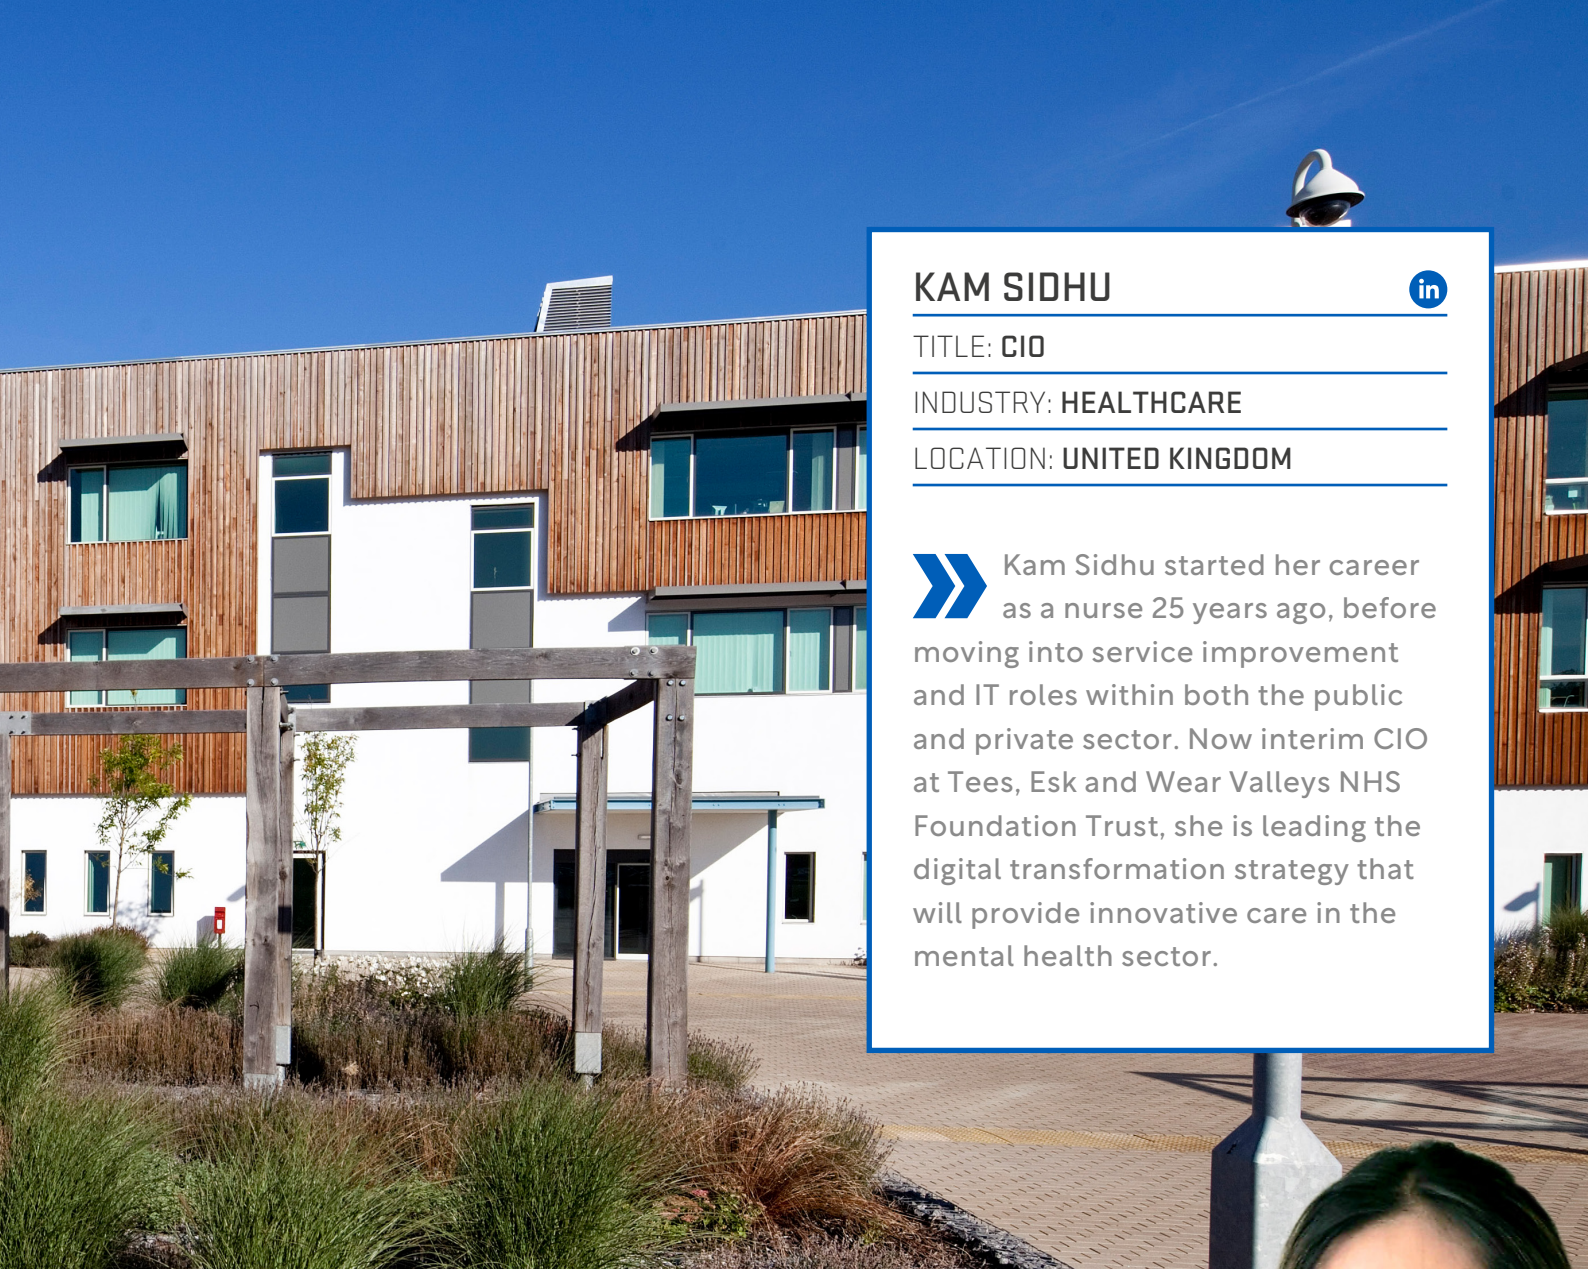 KAM SIDHU
in
TITLE: CIO
INDUSTRY: HEALTHCARE
LOCATION: UNITED KINGDOM
Kam Sidhu started her career
as a nurse 25 years ago, before
moving into service improvement
and IT roles within both the public
and private sector. Now interim CIO
at Tees, Esk and Wear Valleys NHS
Foundation Trust, she is leading the
digital transformation strategy that
will provide innovative care in the
mental health sector.